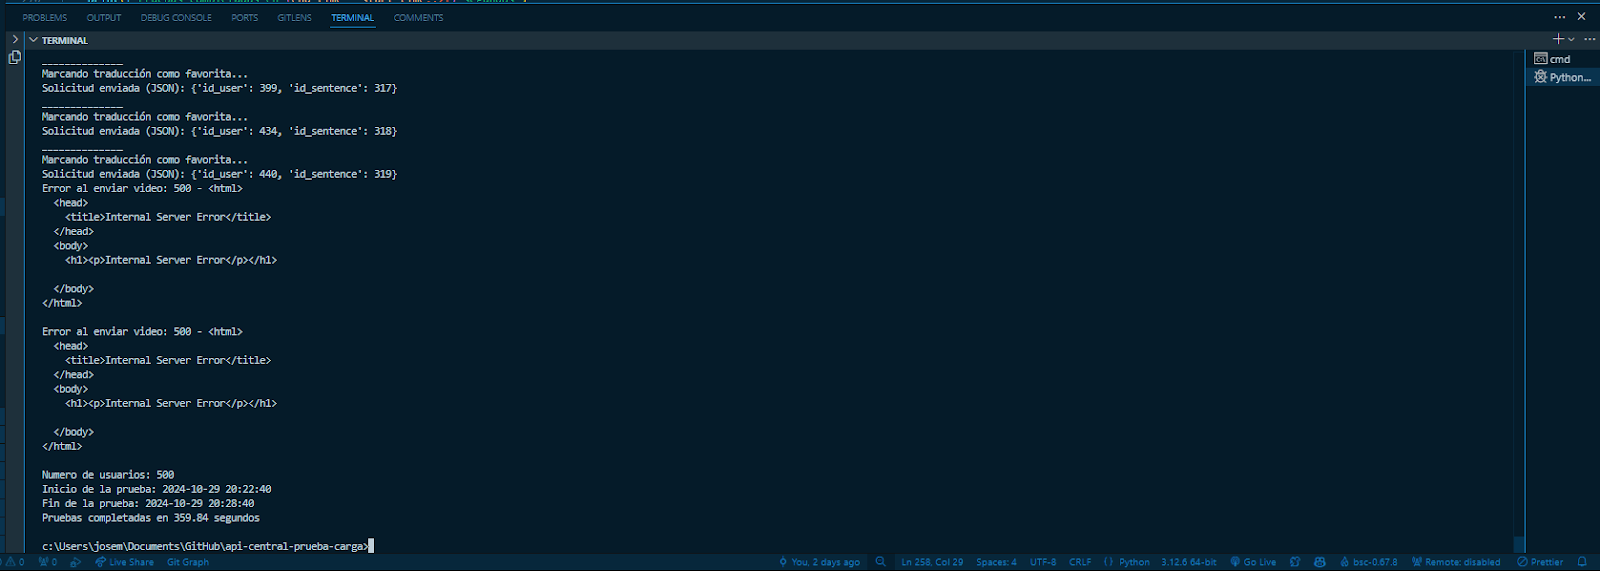 PROBLEMS OUTPUT DEBUG CONSOLE PORTS GITLENS TERMINAL COMMENTS
TERMINAL
cmd
Python...
______________
Marcando traducción como favorita...
Solicitud enviada (JSON): {'id_user': 399, 'id_sentence': 317}
______________
Marcando traducción como favorita...
Solicitud enviada (JSON): {'id_user': 434, 'id_sentence': 318}
______________
Marcando traducción como favorita...
Solicitud enviada (JSON): {'id_user': 440, 'id_sentence': 319}
Error al enviar video: 500 - <html>
<head>
<title>Internal Server Error</title>
</head>
<body>
<h1><p>Internal Server Error</p></h1>
</body>
</html>
Error al enviar video: 500 - <html>
<head>
<title>Internal Server Error</title>
</head>
<body>
<h1><p>Internal Server Error</p></h1>
</body>
</html>
Numero de usuarios: 500
Inicio de la prueba: 2024-10-29 20:22:40
Fin de la prueba: 2024-10-29 20:28:40
Pruebas completadas en 359.84 segundos
c:\Users\josem\Documents\GitHub\api-central-prueba-carga>
0 0 Live Share Git Graph You, 2 days ago Ln 258, Col 29 Spaces: 4 UTF-8 CRLF Python 3.12.6 64-bit Go Live bsc-0.67.8 Remote: disabled Prettier